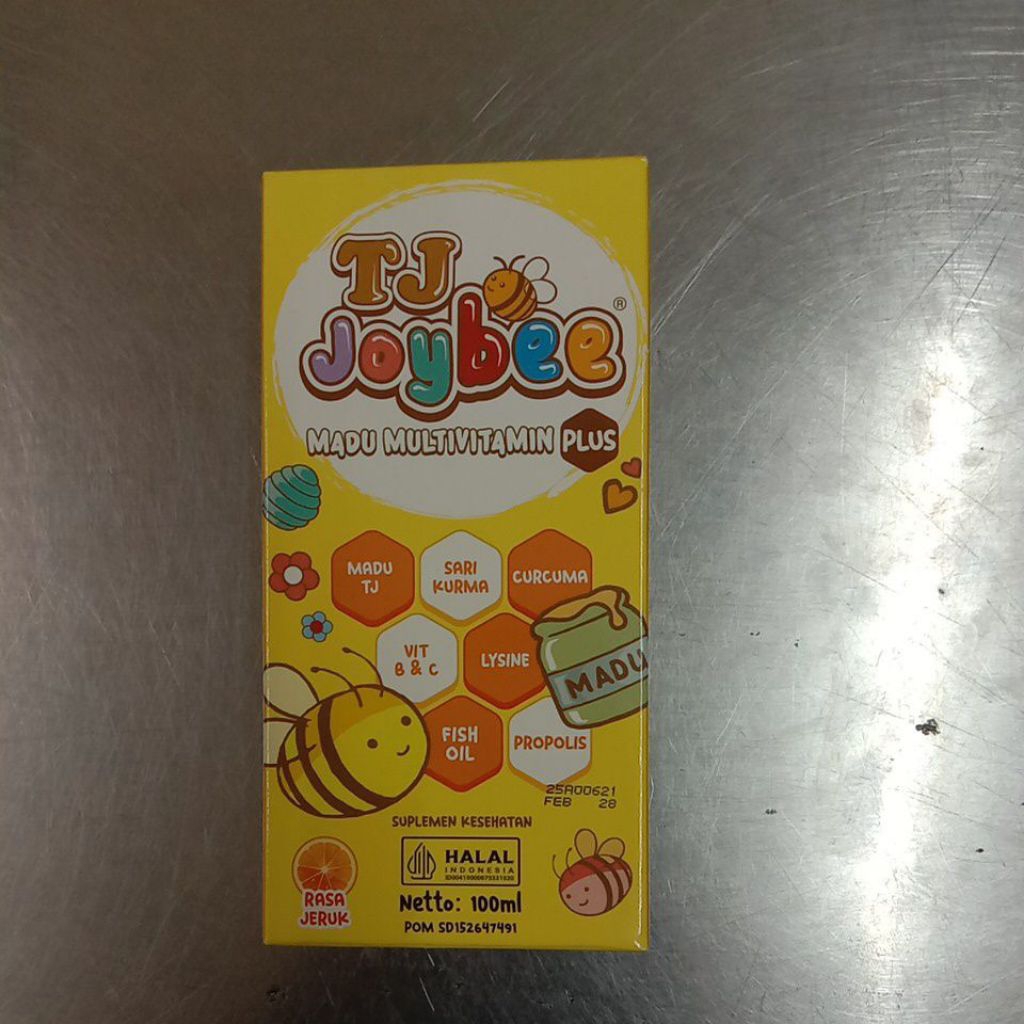 TJ
Joybee®
MADU MULTIVITAMIN PLUS
MADU
TJ
SARI
KURMA
CURCUMA
VIT
B & C
LYSINE
MADU
FISH
OIL
PROPOLIS
25A00621
FEB 28
SUPLEMEN KESEHATAN
HALAL
INDONESIA
RASA
JERUK
Netto: 100ml
POM SD152647491